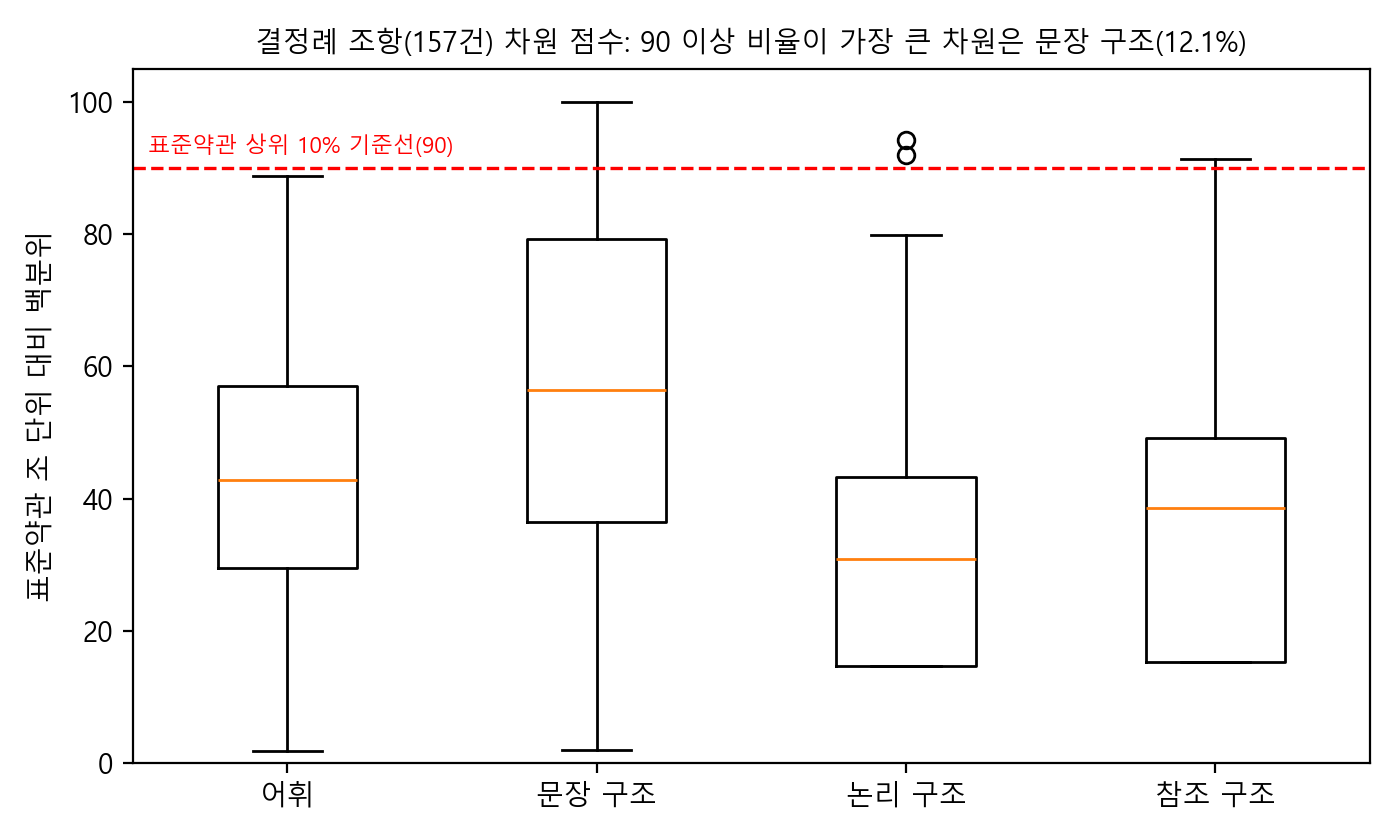 결정례 조항(157건) 차원 점수: 90 이상 비율이 가장 큰 차원은 문장 구조(12.1%)
표준약관 조 단위 대비 백분위
100
80
60
40
20
0
표준약관 상위 10% 기준선(90)
어휘
문장 구조
논리 구조
참조 구조